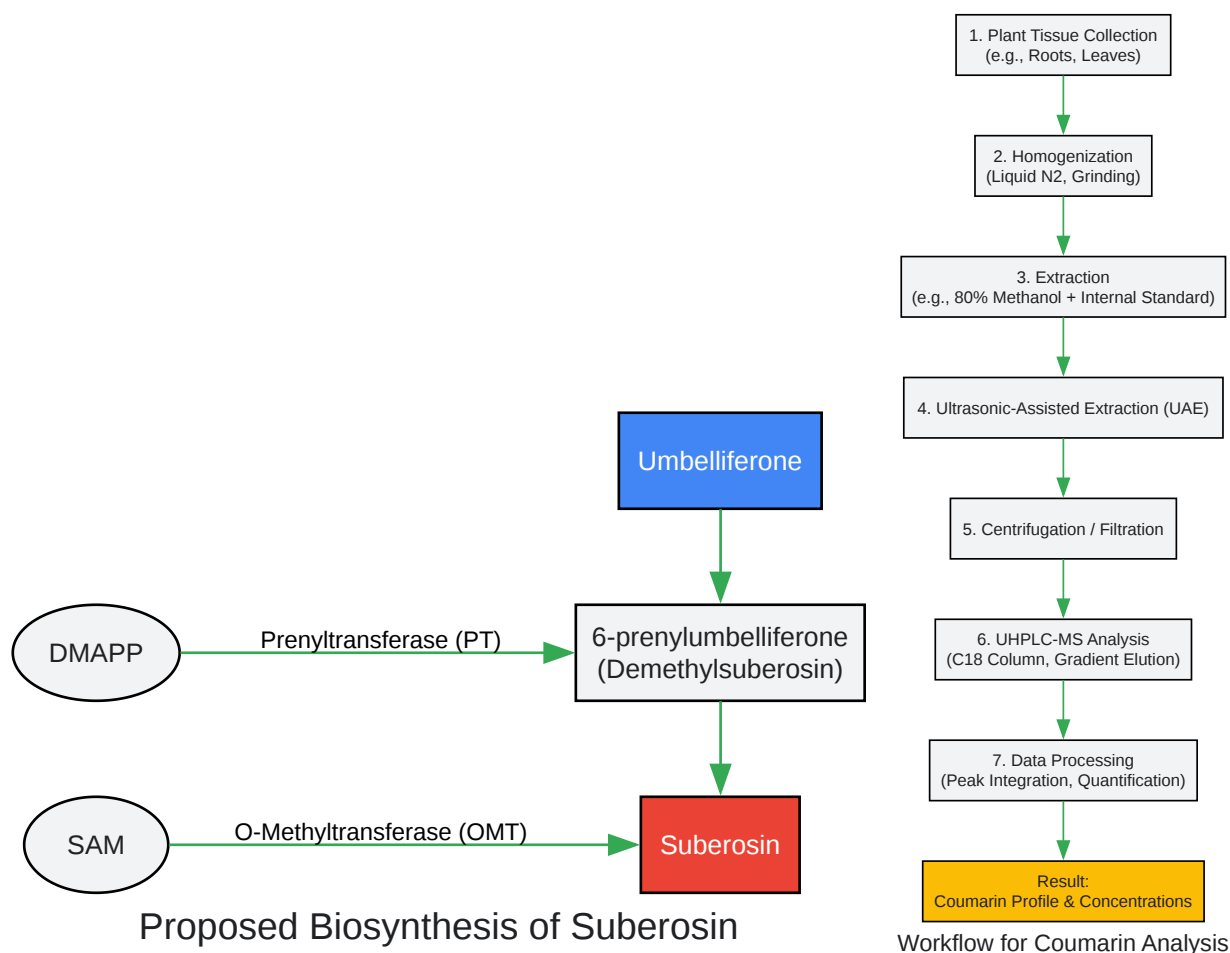 Umbelliferone
DMAPP
Prenyltransferase (PT)
6-prenylumbelliferone
(Demethylsuberosin)
SAM
O-Methyltransferase (OMT)
Suberosin
Proposed Biosynthesis of Suberosin
1. Plant Tissue Collection
(e.g., Roots, Leaves)
2. Homogenization
(Liquid N2, Grinding)
3. Extraction
(e.g., 80% Methanol + Internal Standard)
4. Ultrasonic-Assisted Extraction (UAE)
5. Centrifugation / Filtration
6. UHPLC-MS Analysis
(C18 Column, Gradient Elution)
7. Data Processing
(Peak Integration, Quantification)
Result:
Coumarin Profile & Concentrations
Workflow for Coumarin Analysis